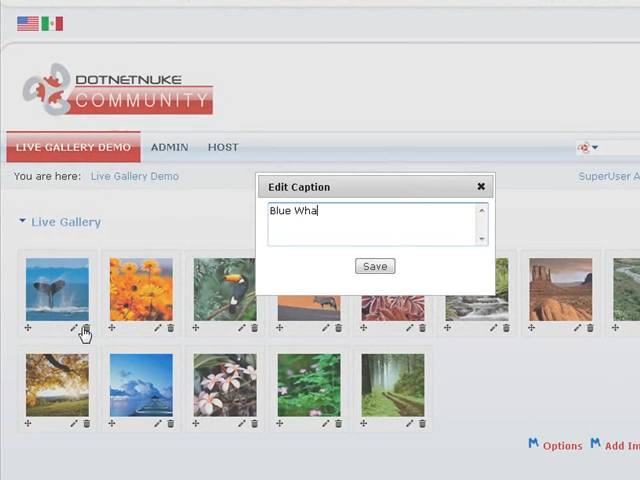 DOTNETNUKE
COMMUNITY
LIVE GALLERY DEMO ADMIN HOST
You are here: Live Gallery Demo SuperUser A
Edit Caption
Blue Wha
Save
Live Gallery
Options Add Im